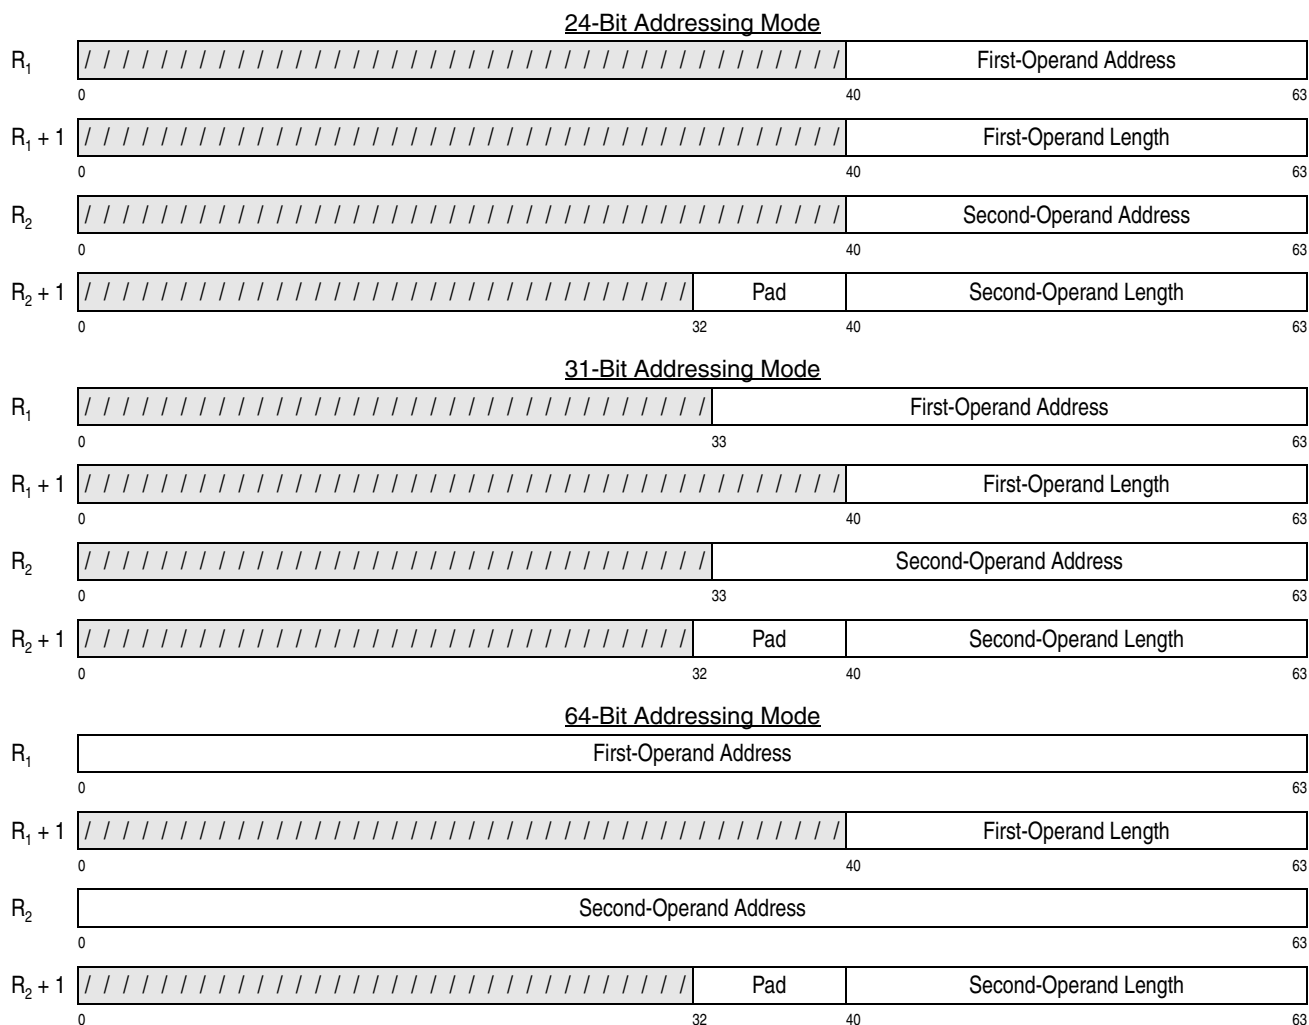 24-Bit Addressing Mode
R₁ / / / / / / / / / / / / / / / / / / / / / / / / / / / / / / / / / / / / / / / / First-Operand Address
0 40 63
R₁ + 1 / / / / / / / / / / / / / / / / / / / / / / / / / / / / / / / / / / / / / / / / First-Operand Length
0 40 63
R₂ / / / / / / / / / / / / / / / / / / / / / / / / / / / / / / / / / / / / / / / / Second-Operand Address
0 40 63
R₂ + 1 / / / / / / / / / / / / / / / / / / / / / / / / / / / / / / / / Pad Second-Operand Length
0 32 40 63
31-Bit Addressing Mode
R₁ / / / / / / / / / / / / / / / / / / / / / / / / / / / / / / / / / First-Operand Address
0 33 63
R₁ + 1 / / / / / / / / / / / / / / / / / / / / / / / / / / / / / / / / / / / / / / / / First-Operand Length
0 40 63
R₂ / / / / / / / / / / / / / / / / / / / / / / / / / / / / / / / / / Second-Operand Address
0 33 63
R₂ + 1 / / / / / / / / / / / / / / / / / / / / / / / / / / / / / / / / Pad Second-Operand Length
0 32 40 63
64-Bit Addressing Mode
R₁ First-Operand Address
0 63
R₁ + 1 / / / / / / / / / / / / / / / / / / / / / / / / / / / / / / / / / / / / / / / / First-Operand Length
0 40 63
R₂ Second-Operand Address
0 63
R₂ + 1 / / / / / / / / / / / / / / / / / / / / / / / / / / / / / / / / Pad Second-Operand Length
0 32 40 63